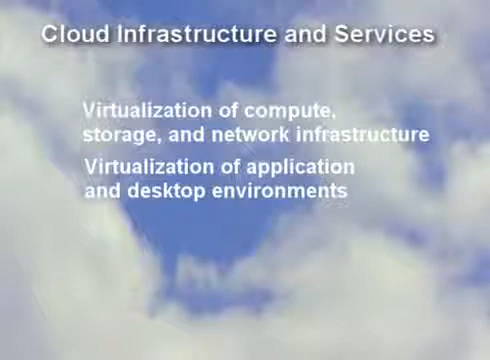 Cloud Infrastructure and Services
Virtualization of compute,
storage, and network infrastructure
Virtualization of application
and desktop environments